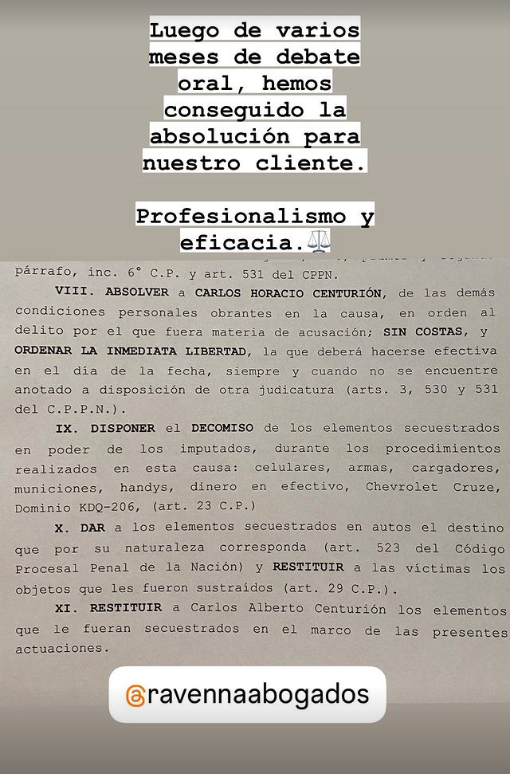 Luego de varios
meses de debate
oral, hemos
conseguido la
absolución para
nuestro cliente.
Profesionalismo y
eficacia.⚖️
párrafo, inc. 6° C.P. y art. 531 del CPPN.
VIII. ABSOLVER a CARLOS HORACIO CENTURIÓN, de las demás
condiciones personales obrantes en la causa, en orden al
delito por el que fuera materia de acusación; SIN COSTAS, y
ORDENAR LA INMEDIATA LIBERTAD, la que deberá hacerse efectiva
en el día de la fecha, siempre y cuando no se encuentre
anotado a disposición de otra judicatura (arts. 3, 530 y 531
del C.P.P.N.).
IX. DISPONER el DECOMISO de los elementos secuestrados
en poder de los imputados, durante los procedimientos
realizados en esta causa: celulares, armas, cargadores,
municiones, handys, dinero en efectivo, Chevrolet Cruze,
Dominio KDQ-206, (art. 23 C.P.)
X. DAR a los elementos secuestrados en autos el destino
que por su naturaleza corresponda (art. 523 del Código
Procesal Penal de la Nación) y RESTITUIR a las víctimas los
objetos que les fueron sustraídos (art. 29 C.P.).
XI. RESTITUIR a Carlos Alberto Centurión los elementos
que le fueran secuestrados en el marco de las presentes
actuaciones.
@ravennaabogados